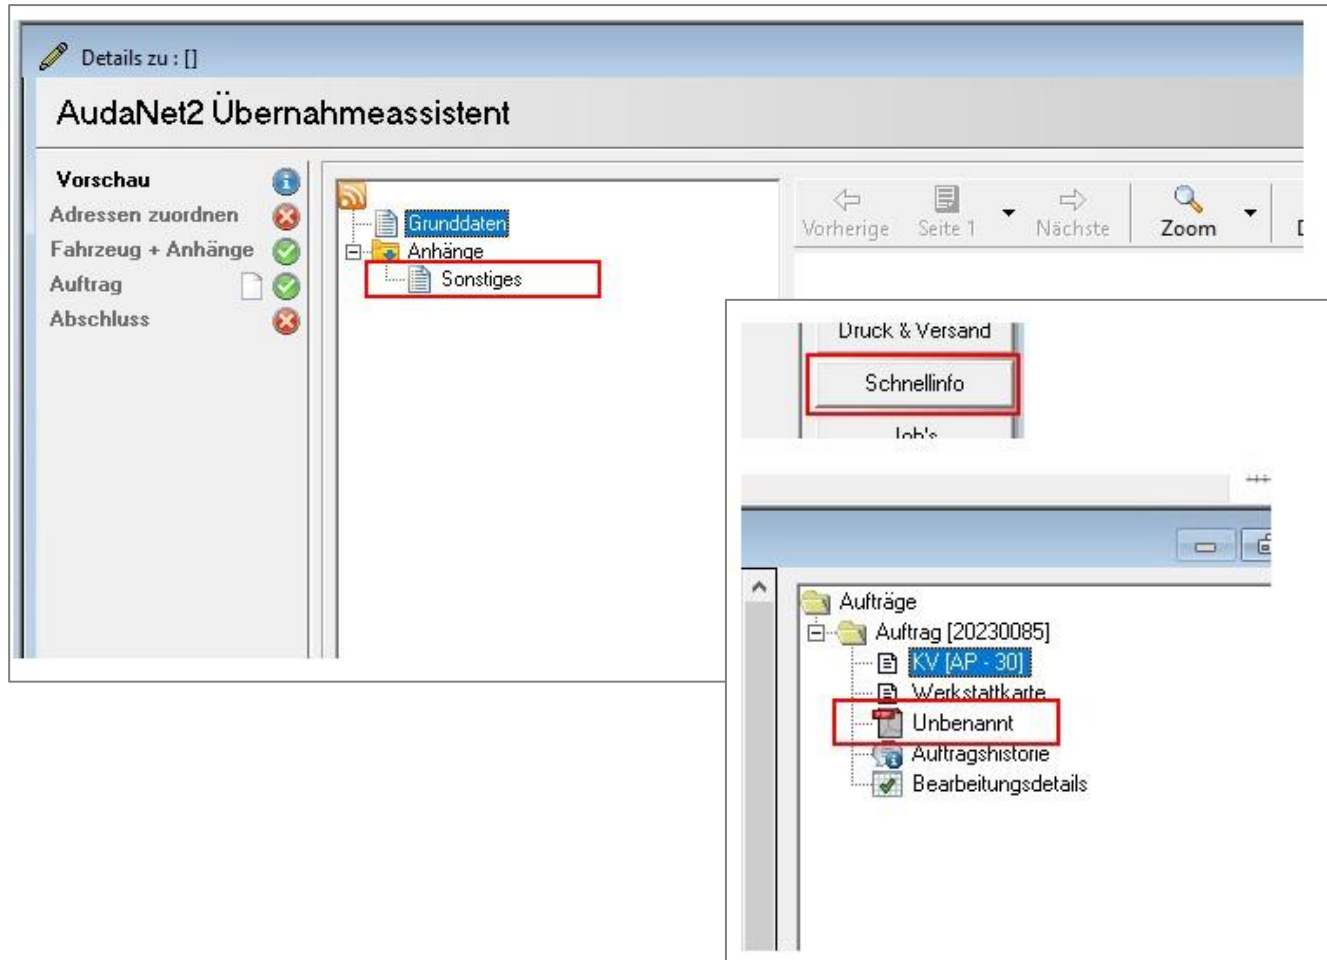 Details zu : []
AudaNet2 Übernahmeassistent
Vorschau
Adressen zuordnen
Fahrzeug + Anhänge
Auftrag
Abschluss
Grunddaten
Anhänge
Sonstiges
Vorherige Seite 1 Nächste Zoom
Druck & Versand
Schnellinfo
Job's
Aufträge
Auftrag [20230085]
KV [AP - 30]
Werkstattkarte
Unbenannt
Auftragshistorie
Bearbeitungsdetails